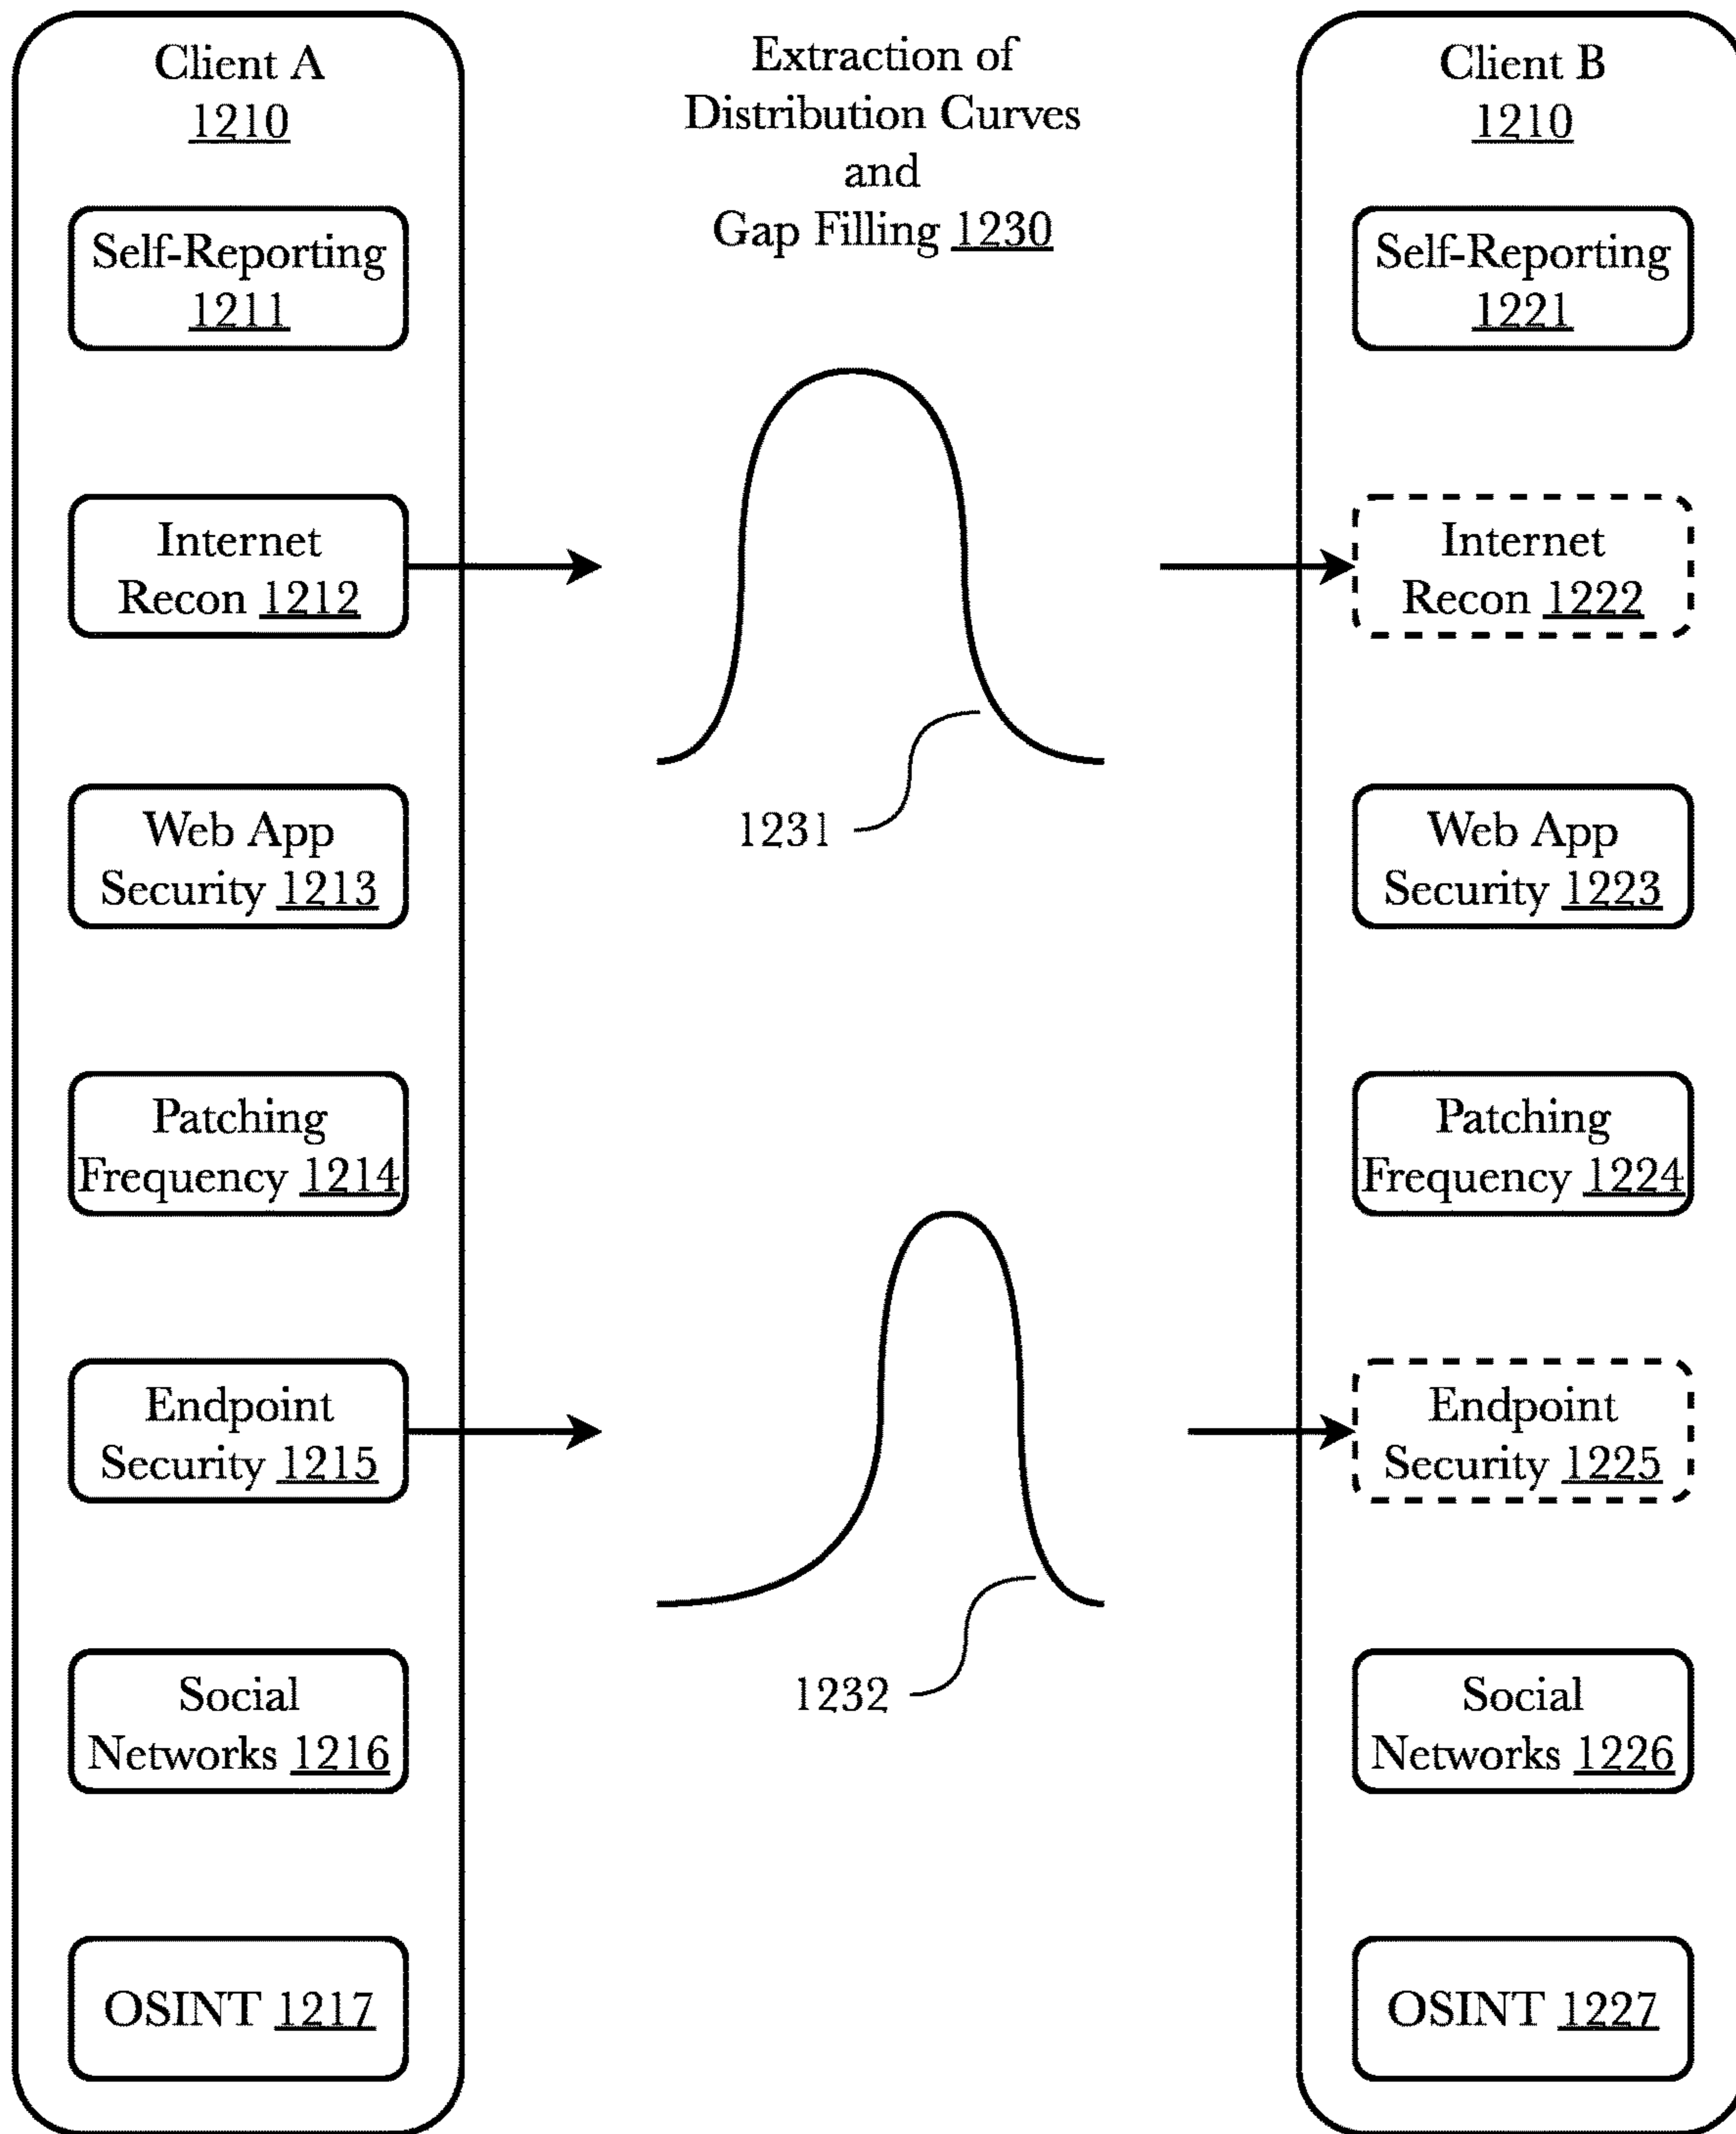 Client A
1210
Self-Reporting
1211
Internet
Recon 1212
Web App
Security 1213
Patching
Frequency 1214
Endpoint
Security 1215
Social
Networks 1216
OSINT 1217
Extraction of
Distribution Curves
and
Gap Filling 1230
1231
1232
Client B
1210
Self-Reporting
1221
Internet
Recon 1222
Web App
Security 1223
Patching
Frequency 1224
Endpoint
Security 1225
Social
Networks 1226
OSINT 1227